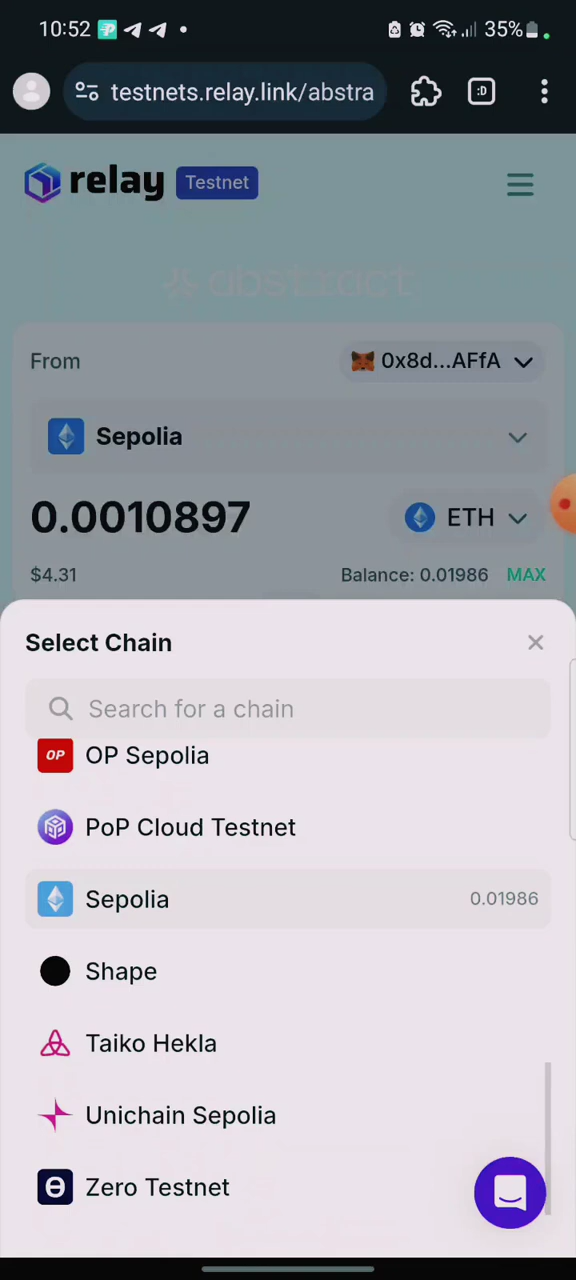 10:52
35%
testnets.relay.link/abstra
:D
relay Testnet
abstract
From
0x8d...AFfA
Sepolia
0.0010897
ETH
$4.31
Balance: 0.01986 MAX
Select Chain
Search for a chain
OP OP Sepolia
PoP Cloud Testnet
Sepolia
0.01986
Shape
Taiko Hekla
Unichain Sepolia
Zero Testnet